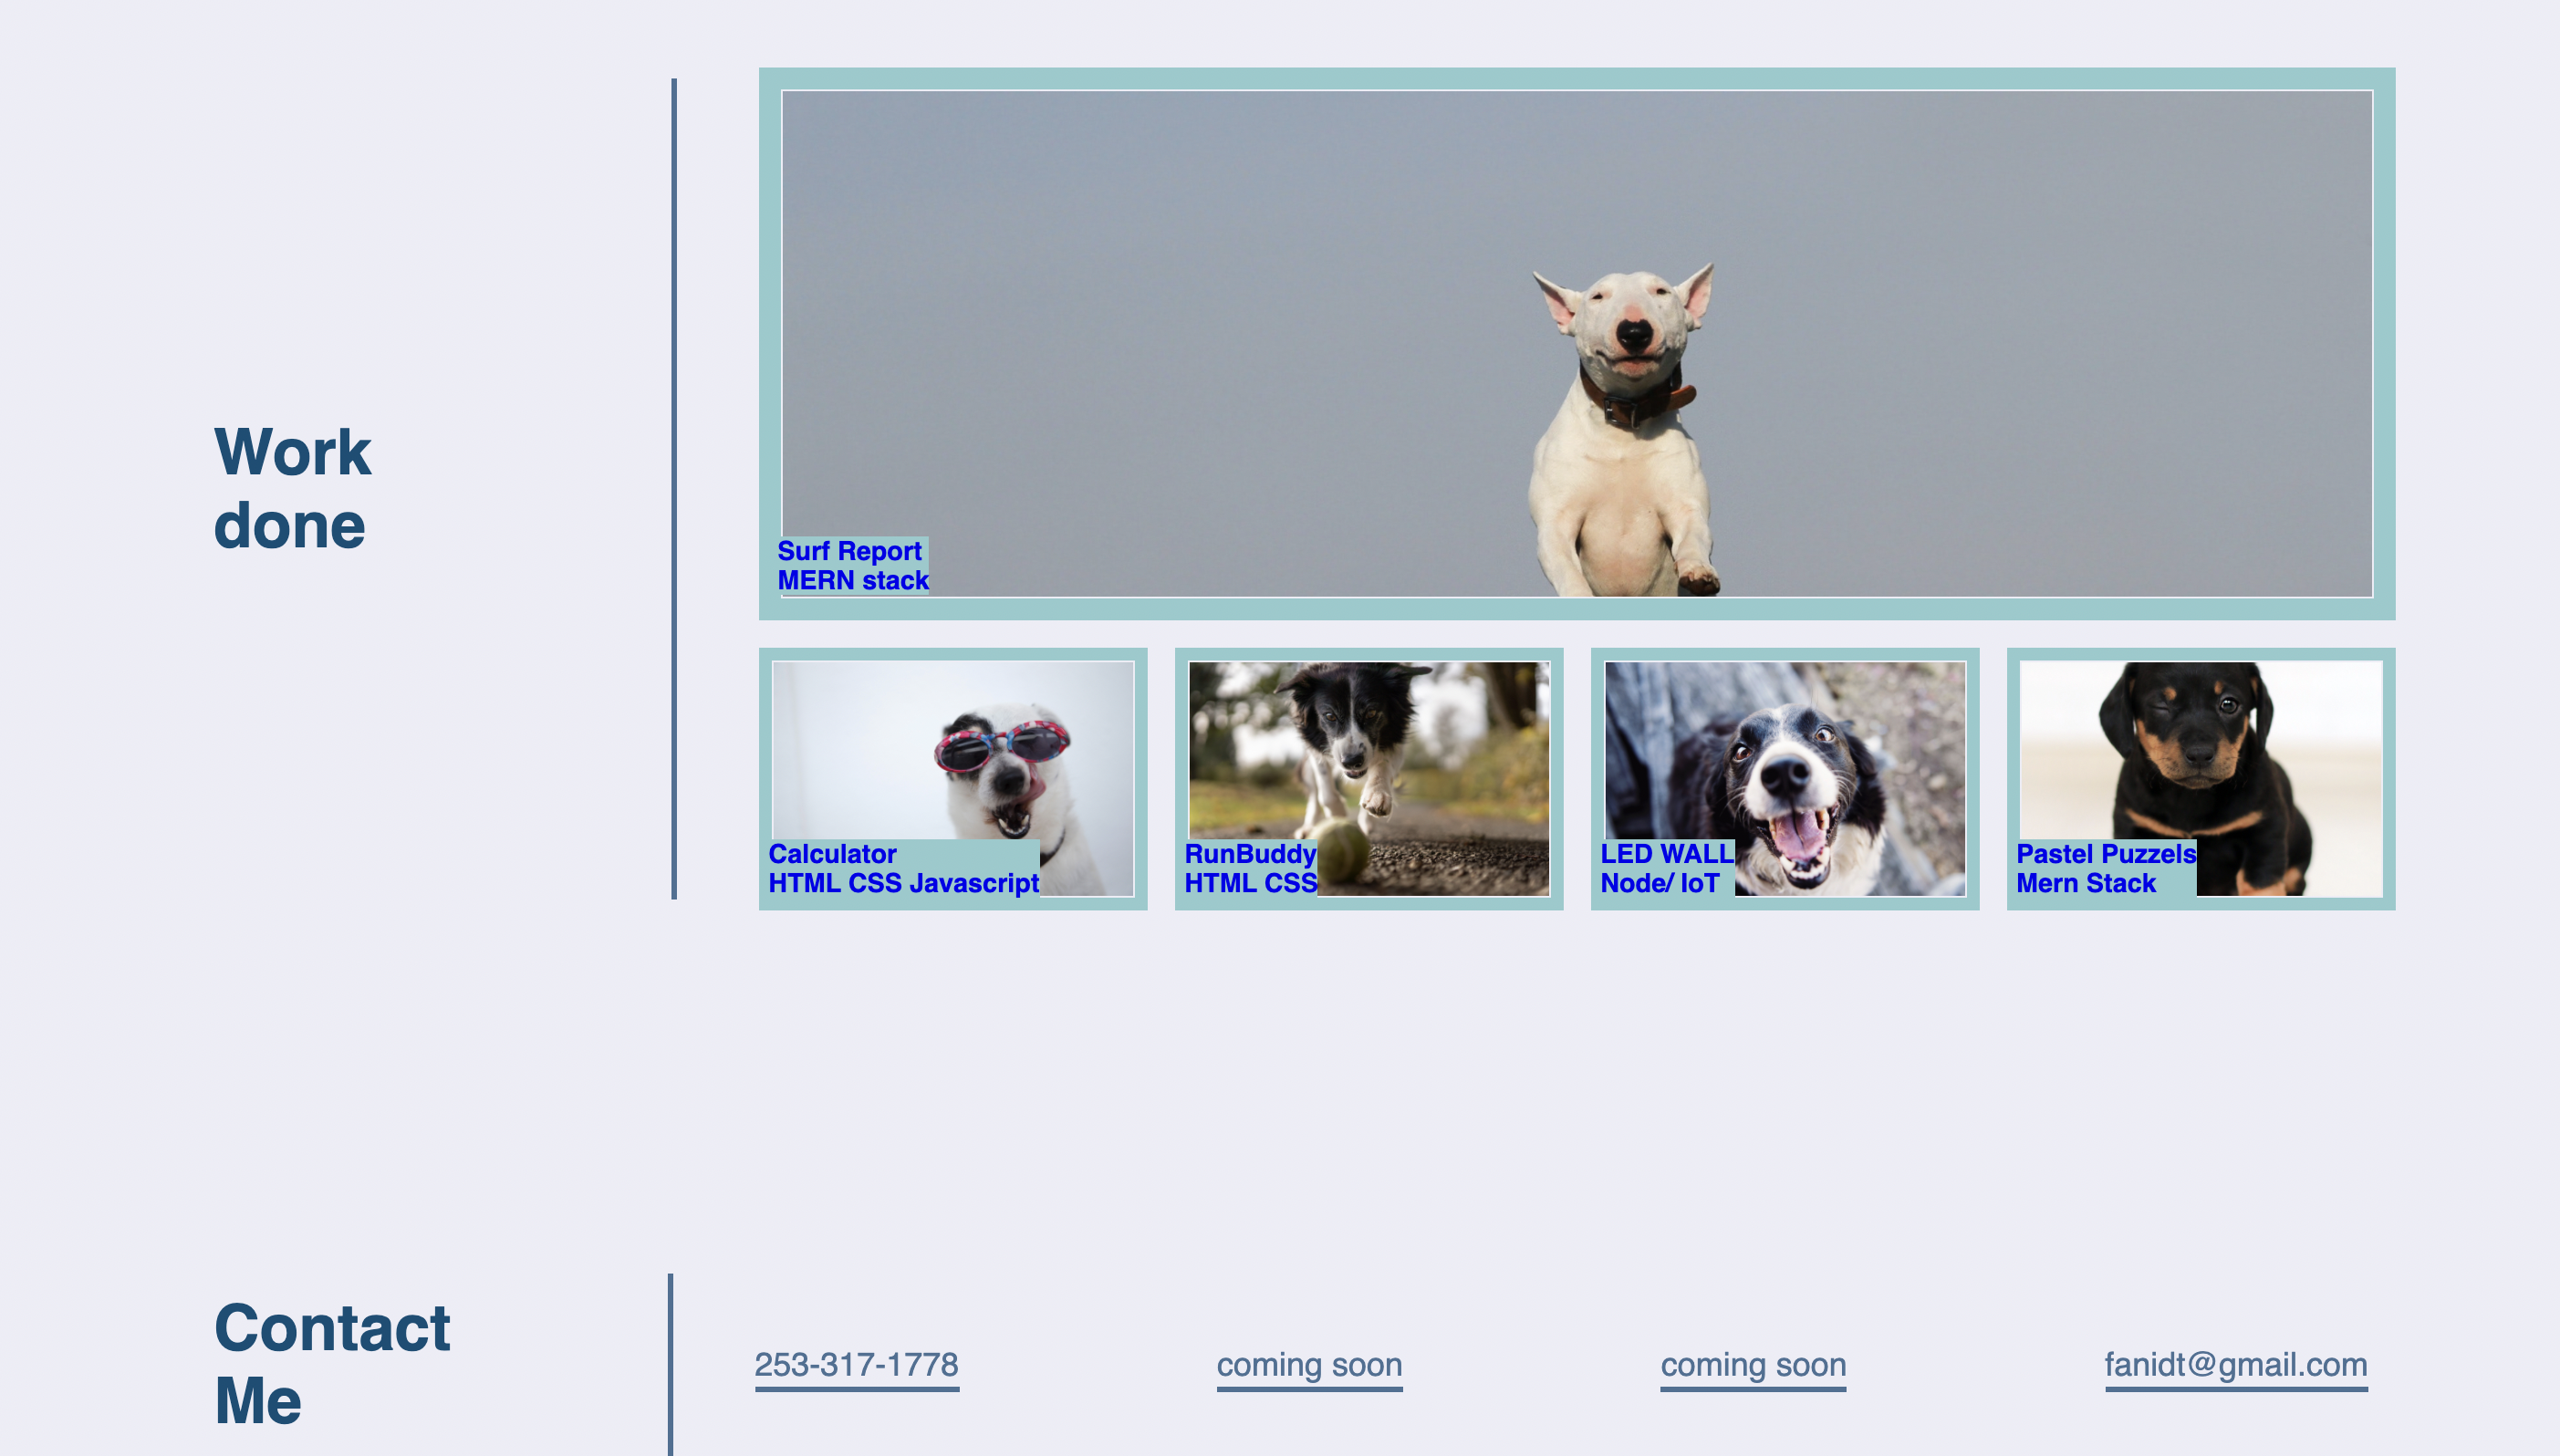 Work
done
Surf Report
MERN stack
Calculator
HTML CSS Javascript
RunBuddy
HTML CSS
LED WALL
Node/ IoT
Pastel Puzzels
Mern Stack
Contact
Me
253-317-1778
coming soon
coming soon
fanidt@gmail.com